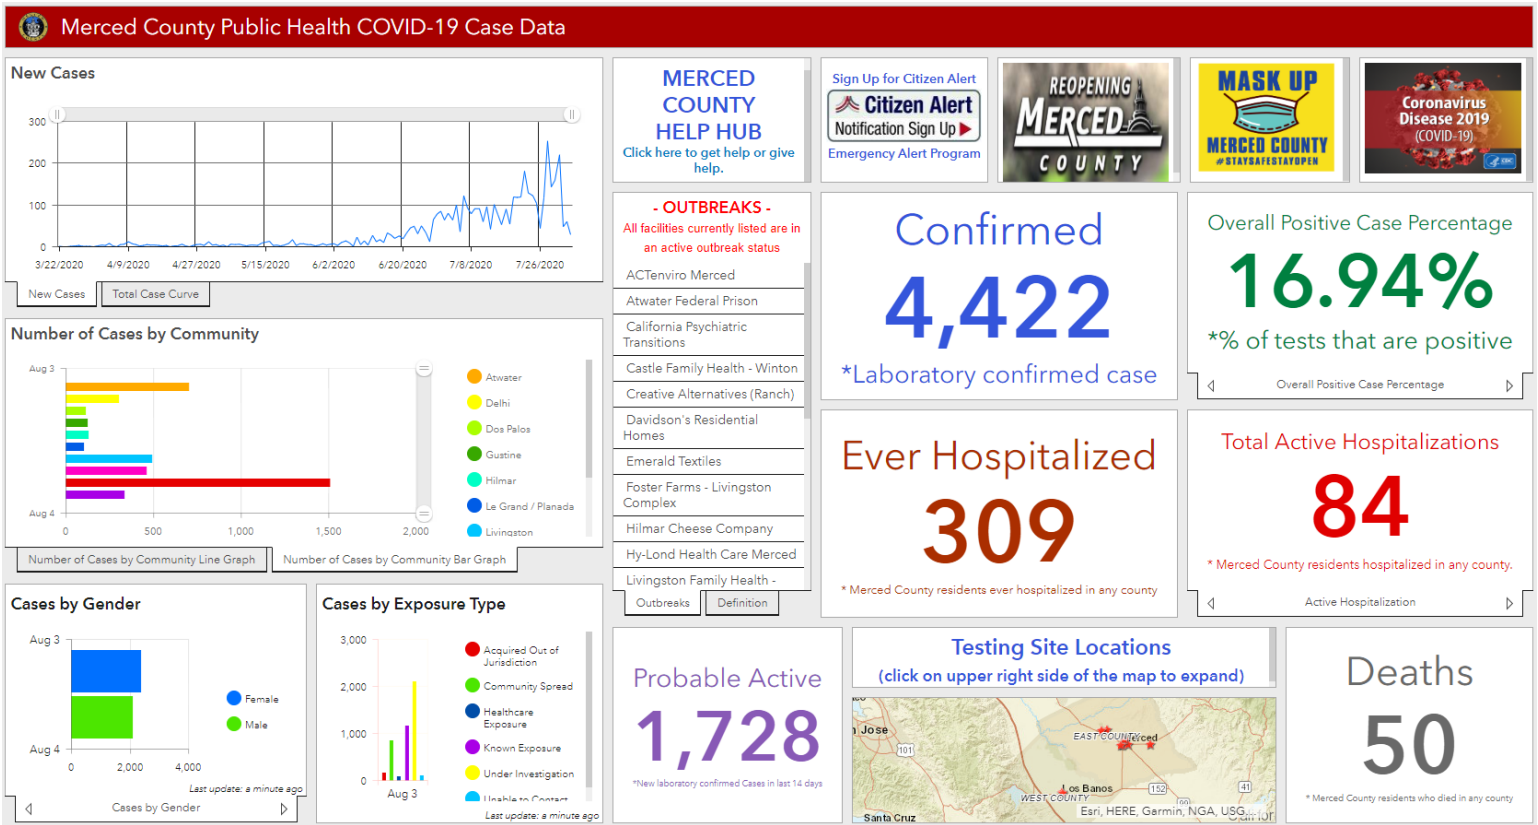 Merced County Public Health COVID-19 Case Data
New Cases
300
200
100
0
3/22/2020
4/9/2020
4/27/2020
5/15/2020
6/2/2020
6/20/2020
7/8/2020
7/26/2020
New Cases
Total Case Curve
Number of Cases by Community
Aug 3
Aug 4
0
500
1,000
1,500
2,000
Atwater
Delhi
Dos Palos
Gustine
Hilmar
Le Grand / Planada
Livingston
Number of Cases by Community Line Graph
Number of Cases by Community Bar Graph
Cases by Gender
Aug 3
Aug 4
0
2,000
4,000
Female
Male
Last update: a minute ago
Cases by Gender
Cases by Exposure Type
3,000
2,000
1,000
0
Aug 3
Acquired Out of
Jurisdiction
Community Spread
Healthcare
Exposure
Known Exposure
Under Investigation
Unable to Contact
Last update: a minute ago
MERCED
COUNTY
HELP HUB
Click here to get help or give
help.
- OUTBREAKS -
All facilities currently listed are in
an active outbreak status
ACTenviro Merced
Atwater Federal Prison
California Psychiatric
Transitions
Castle Family Health - Winton
Creative Alternatives (Ranch)
Davidson's Residential
Homes
Emerald Textiles
Foster Farms - Livingston
Complex
Hilmar Cheese Company
Hy-Lond Health Care Merced
Livingston Family Health -
Outbreaks
Definition
Sign Up for Citizen Alert
Citizen Alert
Notification Sign Up
Emergency Alert Program
REOPENING
MERCED
COUNTY
MASK UP
MERCED COUNTY
#STAYSAFESTAYOPEN
Coronavirus
Disease 2019
(COVID-19)
CDC
Confirmed
4,422
*Laboratory confirmed case
Overall Positive Case Percentage
16.94%
*% of tests that are positive
Overall Positive Case Percentage
Ever Hospitalized
309
* Merced County residents ever hospitalized in any county
Total Active Hospitalizations
84
* Merced County residents hospitalized in any county.
Active Hospitalization
Probable Active
1,728
*New laboratory confirmed Cases in last 14 days
Testing Site Locations
(click on upper right side of the map to expand)
n Jose
101
EAST COUNTY
Merced
Los Banos
WEST COUNTY
152
99
41
Santa Cruz
Esri, HERE, Garmin, NGA, USG...
Deaths
50
* Merced County residents who died in any county